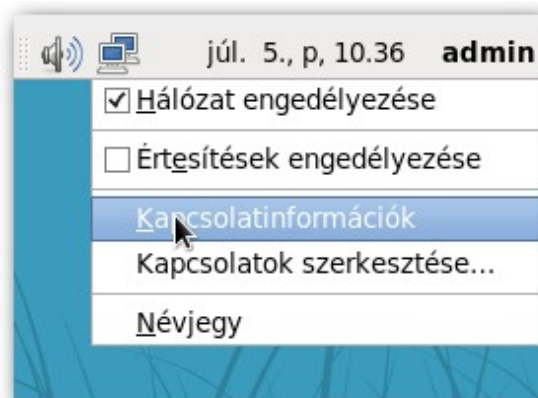 júl. 5., p, 10.36 admin
Hálózat engedélyezése
Értesítések engedélyezése
Kapcsolatinformációk
Kapcsolatok szerkesztése...
Névjegy